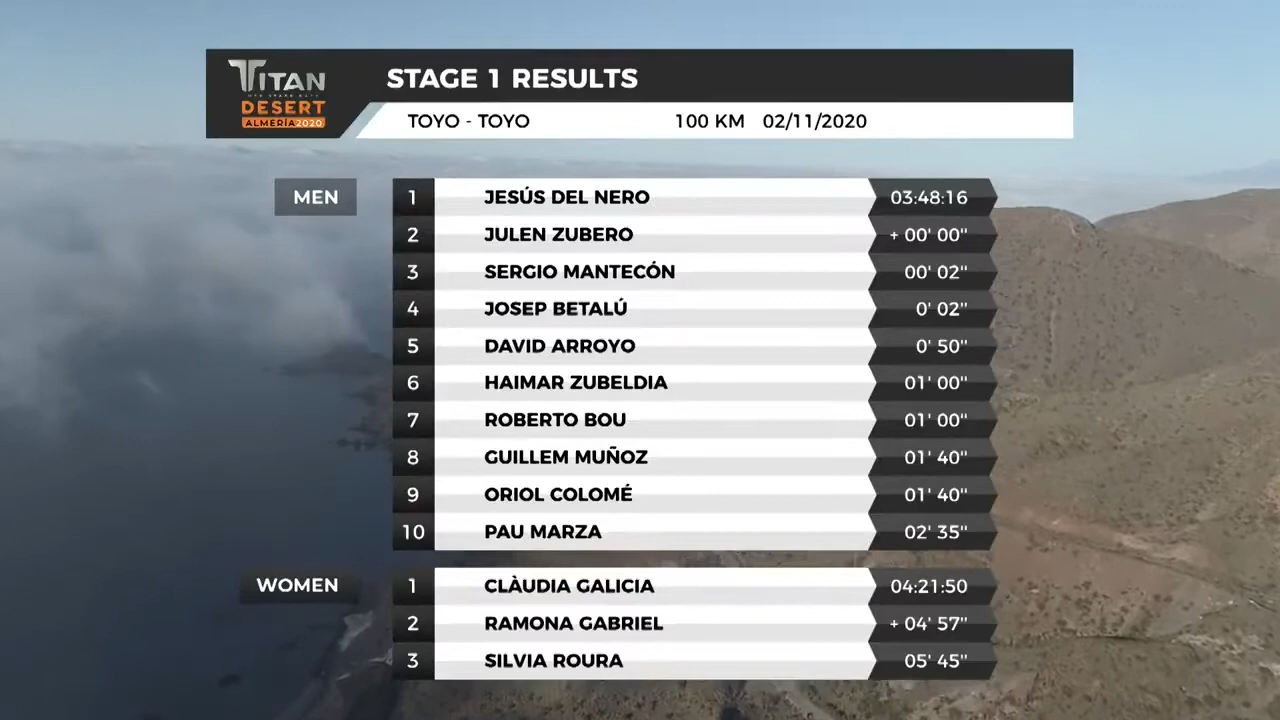 TITAN
DESERT
ALMERÍA2020
STAGE 1 RESULTS
TOYO - TOYO 100 KM 02/11/2020
MEN 1 JESÚS DEL NERO 03:48:16
2 JULEN ZUBERO + 00' 00''
3 SERGIO MANTECÓN 00' 02''
4 JOSEP BETALÚ 0' 02''
5 DAVID ARROYO 0' 50''
6 HAIMAR ZUBELDIA 01' 00''
7 ROBERTO BOU 01' 00''
8 GUILLEM MUÑOZ 01' 40''
9 ORIOL COLOMÉ 01' 40''
10 PAU MARZA 02' 35''
WOMEN 1 CLÀUDIA GALICIA 04:21:50
2 RAMONA GABRIEL + 04' 57''
3 SILVIA ROURA 05' 45''